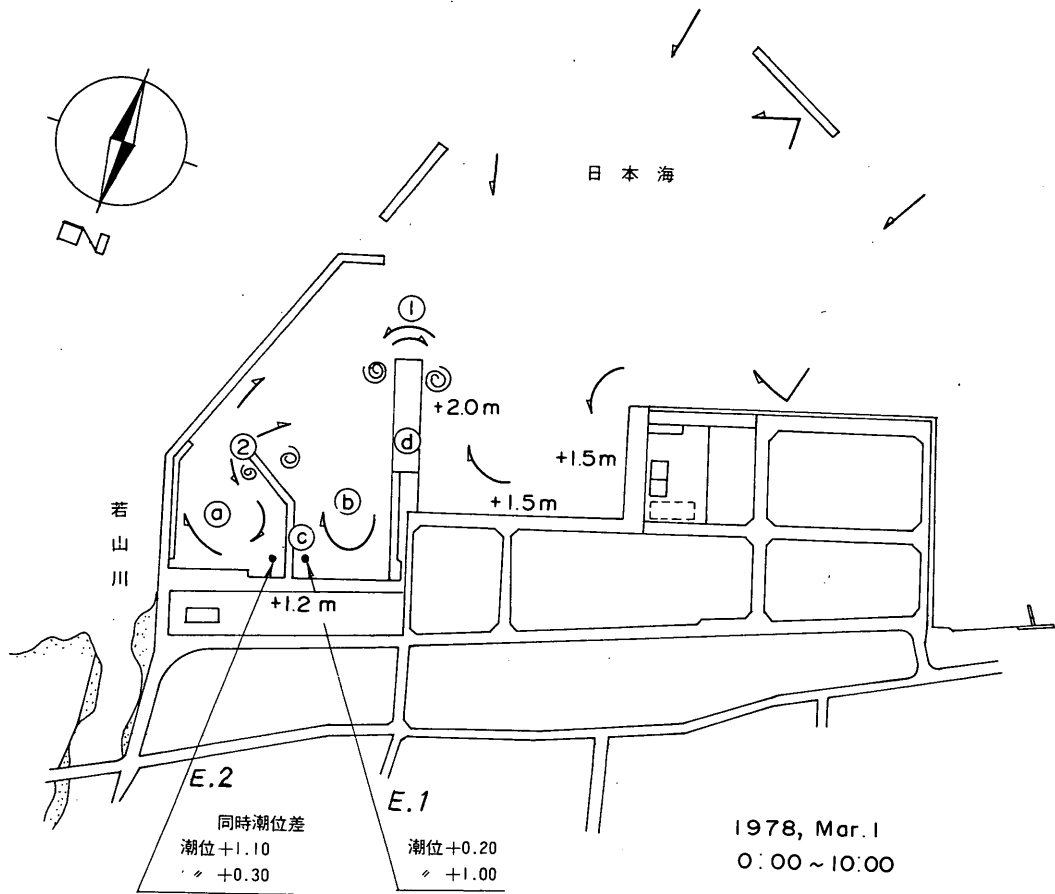 日本海
N
①
+2.0m
ⓓ
②
+1.5m
+1.5m
ⓐ
ⓑ
ⓒ
若山川
+1.2m
E.2
E.1
同時潮位差
潮位+1.10
〃 +0.30
潮位+0.20
〃 +1.00
1978, Mar.1
0:00~10:00